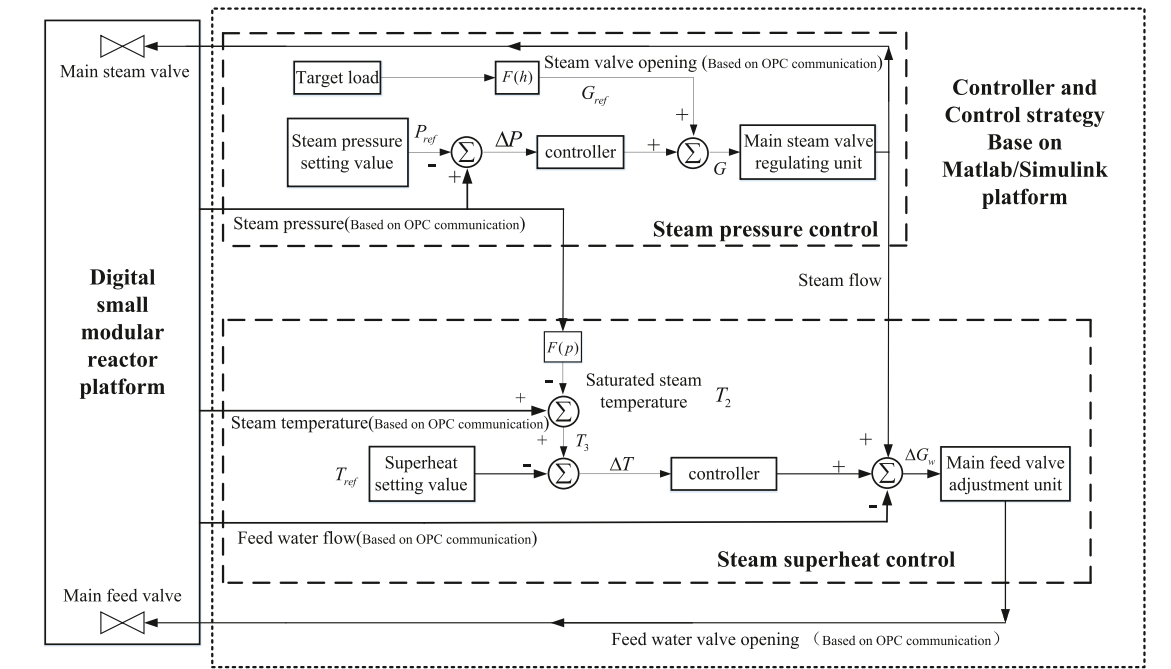 Main steam valve
Steam valve opening (Based on OPC communication)
Target load
F(h)
G_ref
Controller and
Control strategy
Base on
Matlab/Simulink
platform
Steam pressure
setting value
P_ref
-
+
Σ
ΔP
controller
+
+
Σ
G
Main steam valve
regulating unit
Steam pressure(Based on OPC communication)
Steam pressure control
Digital
small
modular
reactor
platform
Steam flow
F(p)
-
Saturated steam
temperature T_2
+
Σ
Steam temperature(Based on OPC communication)
+
T_3
T_ref
Superheat
setting value
-
Σ
ΔT
controller
+
+
Σ
-
ΔG_w
Main feed valve
adjustment unit
Feed water flow(Based on OPC communication)
Steam superheat control
Main feed valve
Feed water valve opening （Based on OPC communication）